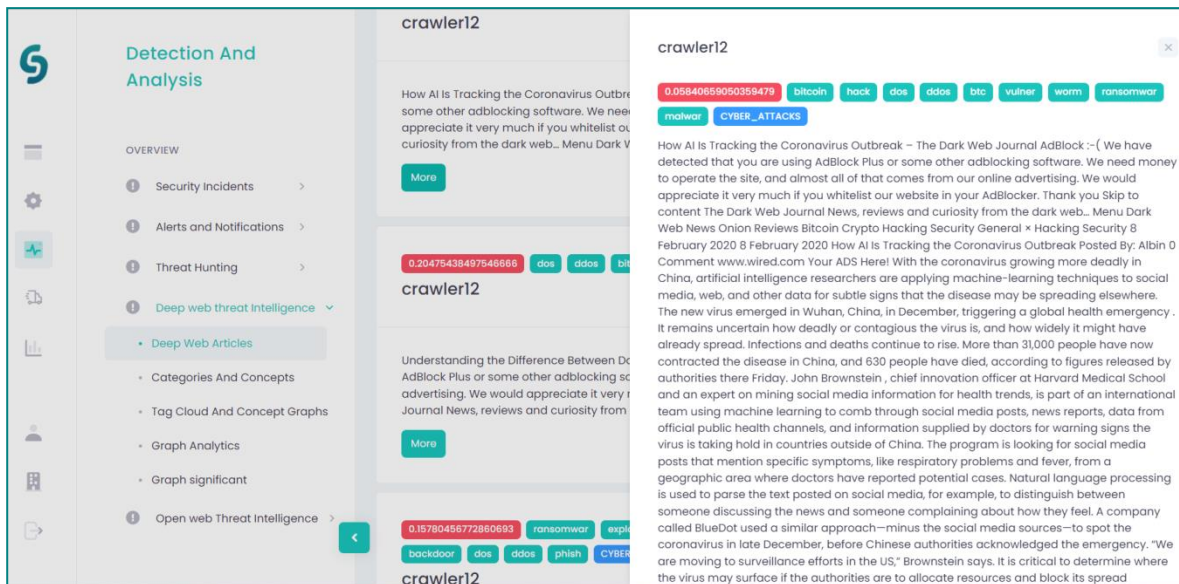 Detection And
Analysis
OVERVIEW
Security Incidents
Alerts and Notifications
Threat Hunting
Deep web threat Intelligence
Deep Web Articles
Categories And Concepts
Tag Cloud And Concept Graphs
Graph Analytics
Graph significant
Open web Threat Intelligence
crawler12
How AI Is Tracking the Coronavirus Outbre
some other adblocking software. We need
appreciate it very much if you whitelist ou
curiosity from the dark web… Menu Dark W
More
0.20475438497546666 dos ddos bit
crawler12
Understanding the Difference Between Da
AdBlock Plus or some other adblocking so
advertising. We would appreciate it very
Journal News, reviews and curiosity from
More
0.15780456772860693 ransomwar explo
backdoor dos ddos phish CYBER
crawler12
crawler12
0.05840659050359479 bitcoin hack dos ddos btc vulner worm ransomwar
malwar CYBER_ATTACKS
How AI Is Tracking the Coronavirus Outbreak – The Dark Web Journal AdBlock :-( We have
detected that you are using AdBlock Plus or some other adblocking software. We need money
to operate the site, and almost all of that comes from our online advertising. We would
appreciate it very much if you whitelist our website in your AdBlocker. Thank you Skip to
content The Dark Web Journal News, reviews and curiosity from the dark web… Menu Dark
Web News Onion Reviews Bitcoin Crypto Hacking Security General × Hacking Security 8
February 2020 8 February 2020 How AI Is Tracking the Coronavirus Outbreak Posted By: Albin 0
Comment www.wired.com Your ADS Here! With the coronavirus growing more deadly in
China, artificial intelligence researchers are applying machine-learning techniques to social
media, web, and other data for subtle signs that the disease may be spreading elsewhere.
The new virus emerged in Wuhan, China, in December, triggering a global health emergency .
It remains uncertain how deadly or contagious the virus is, and how widely it might have
already spread. Infections and deaths continue to rise. More than 31,000 people have now
contracted the disease in China, and 630 people have died, according to figures released by
authorities there Friday. John Brownstein , chief innovation officer at Harvard Medical School
and an expert on mining social media information for health trends, is part of an international
team using machine learning to comb through social media posts, news reports, data from
official public health channels, and information supplied by doctors for warning signs the
virus is taking hold in countries outside of China. The program is looking for social media
posts that mention specific symptoms, like respiratory problems and fever, from a
geographic area where doctors have reported potential cases. Natural language processing
is used to parse the text posted on social media, for example, to distinguish between
someone discussing the news and someone complaining about how they feel. A company
called BlueDot used a similar approach—minus the social media sources—to spot the
coronavirus in late December, before Chinese authorities acknowledged the emergency. “We
are moving to surveillance efforts in the US,” Brownstein says. It is critical to determine where
the virus may surface if the authorities are to allocate resources and block its spread